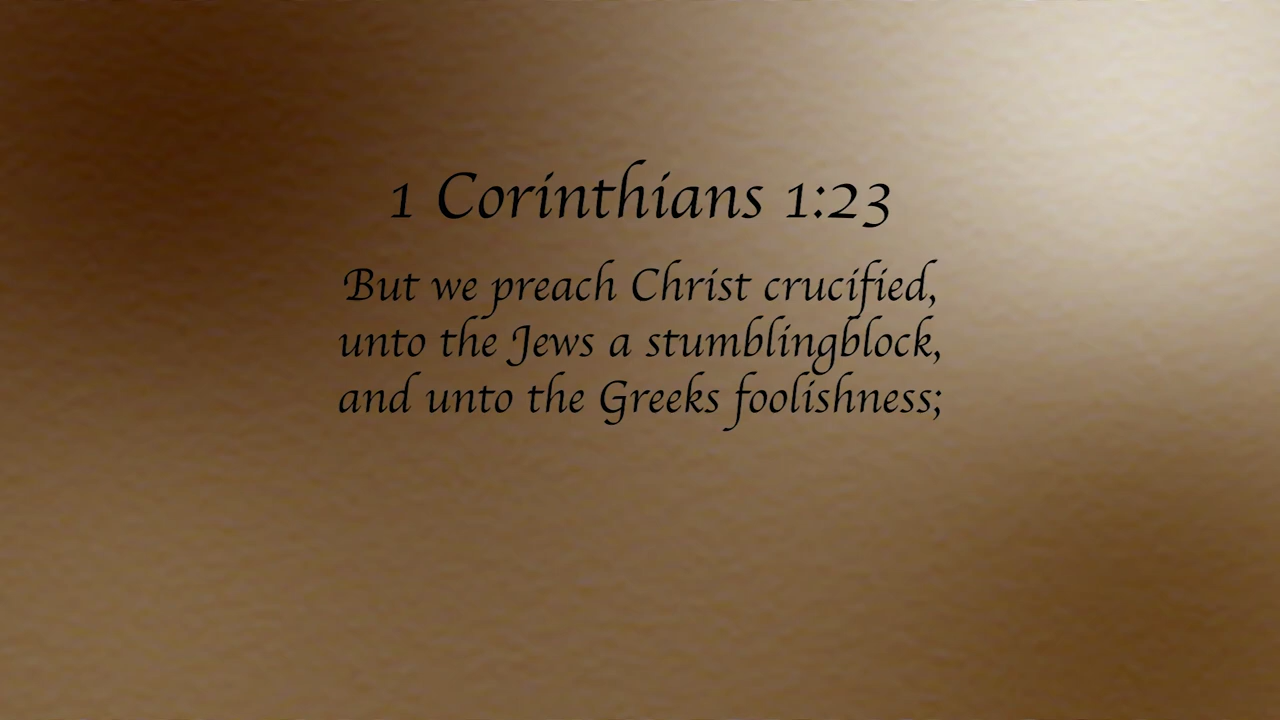 1 Corinthians 1:23
But we preach Christ crucified,
unto the Jews a stumblingblock,
and unto the Greeks foolishness;